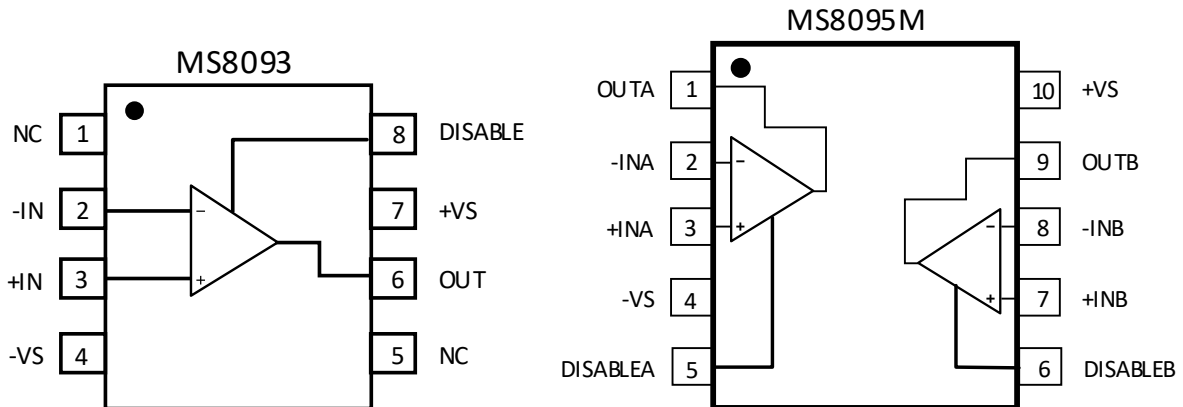 MS8093
NC 1 8 DISABLE
-IN 2 − 7 +VS
+IN 3 + 6 OUT
-VS 4 5 NC
MS8095M
OUTA 1 10 +VS
-INA 2 − 9 OUTB
+INA 3 + − 8 -INB
-VS 4 + 7 +INB
DISABLEA 5 6 DISABLEB